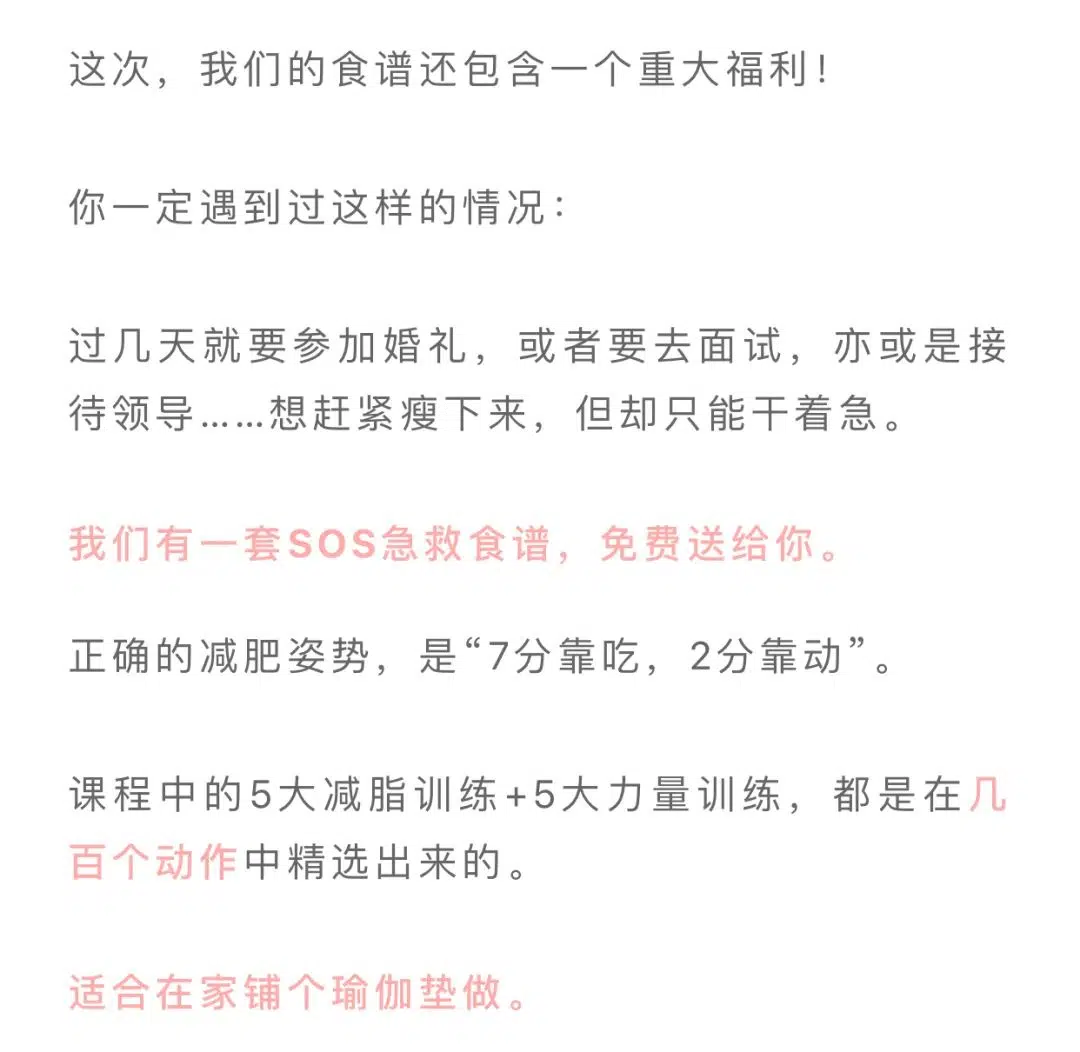 这次，我们的食谱还包含一个重大福利！
你一定遇到过这样的情况：
过几天就要参加婚礼，或者要去面试，亦或是接
待领导……想赶紧瘦下来，但却只能干着急。
我们有一套SOS急救食谱，免费送给你。
正确的减肥姿势，是“7分靠吃，2分靠动”。
课程中的5大减脂训练+5大力量训练，都是在几
百个动作中精选出来的。
适合在家铺个瑜伽垫做。